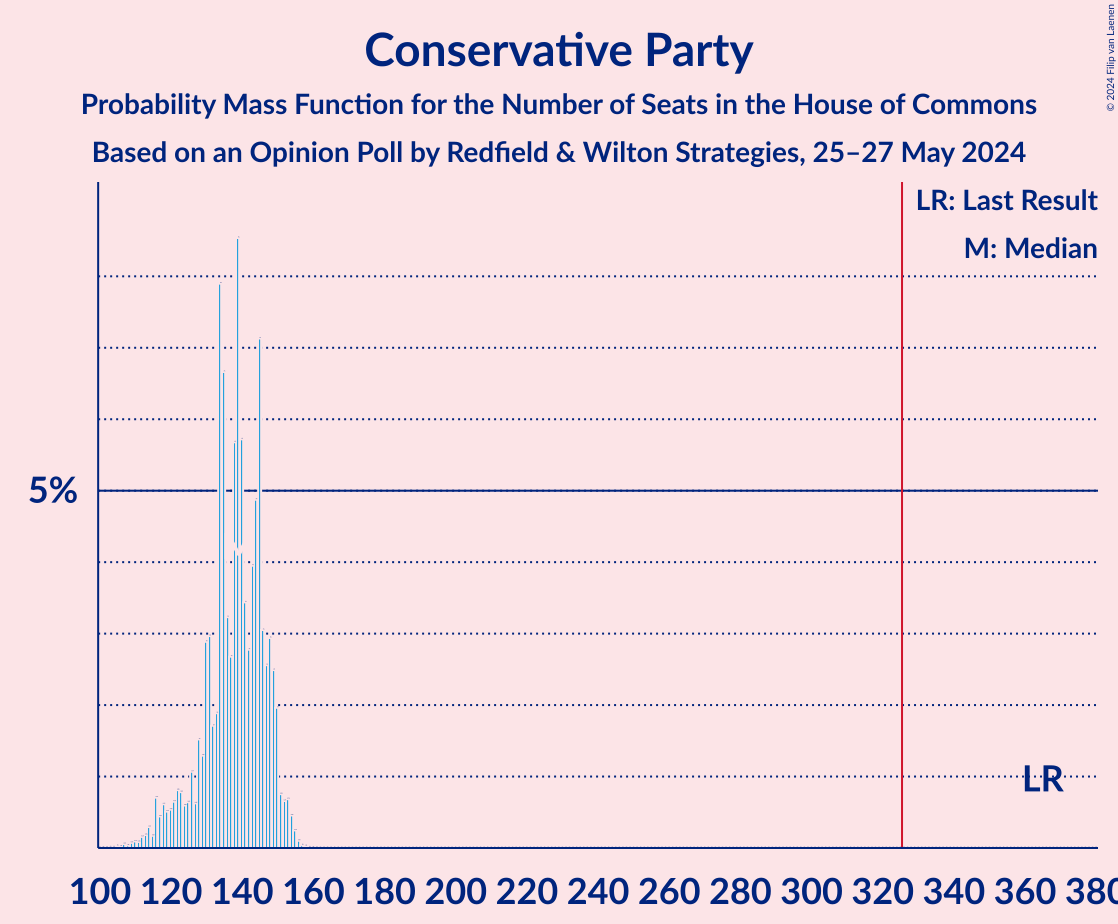 Conservative Party
Probability Mass Function for the Number of Seats in the House of Commons
Based on an Opinion Poll by Redfield & Wilton Strategies, 25–27 May 2024
© 2024 Filip van Laenen
LR: Last Result
M: Median
5%
LR
100 120 140 160 180 200 220 240 260 280 300 320 340 360 380